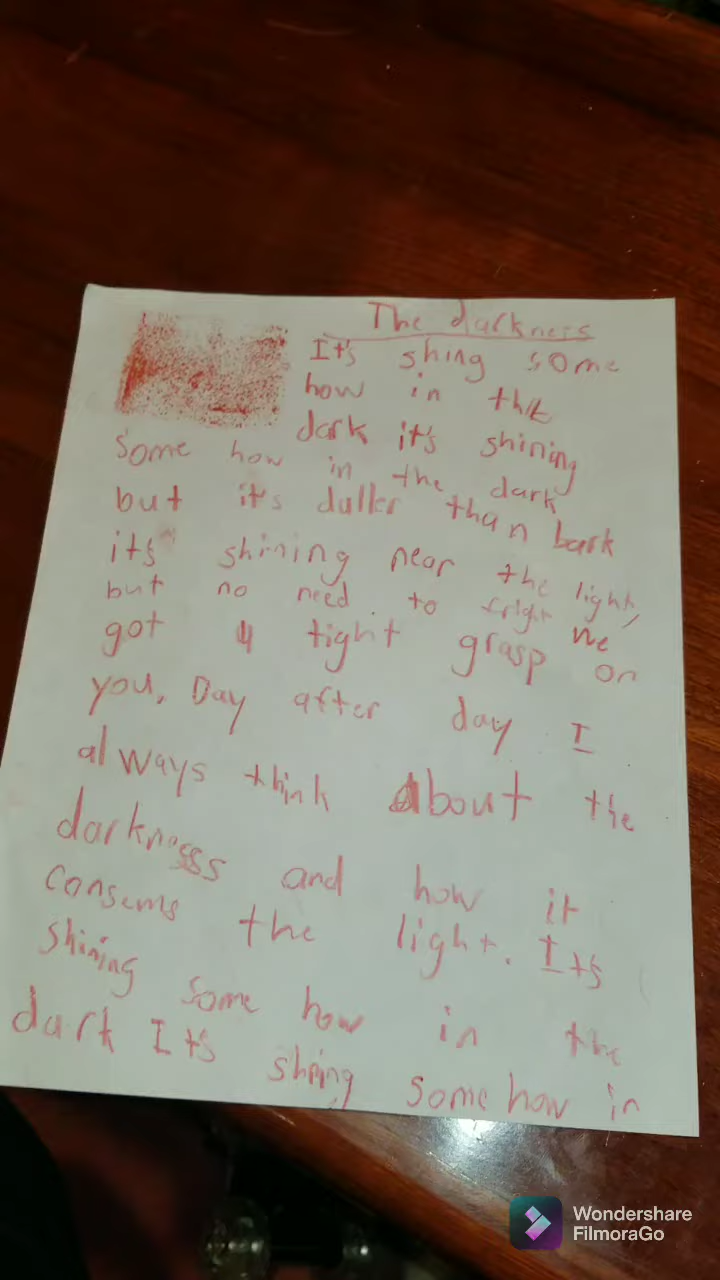 The darkness
It's shing some
how in the
dark it's shining
some how in the dark
but it's duller than bark
it's shining near the light,
but no need to fright we
got a tight grasp on
you, Day after day I
always think about the
darknesss and how it
consums the light. It's
shining some how in the
dark It's shining some how in
Wondershare
FilmoraGo